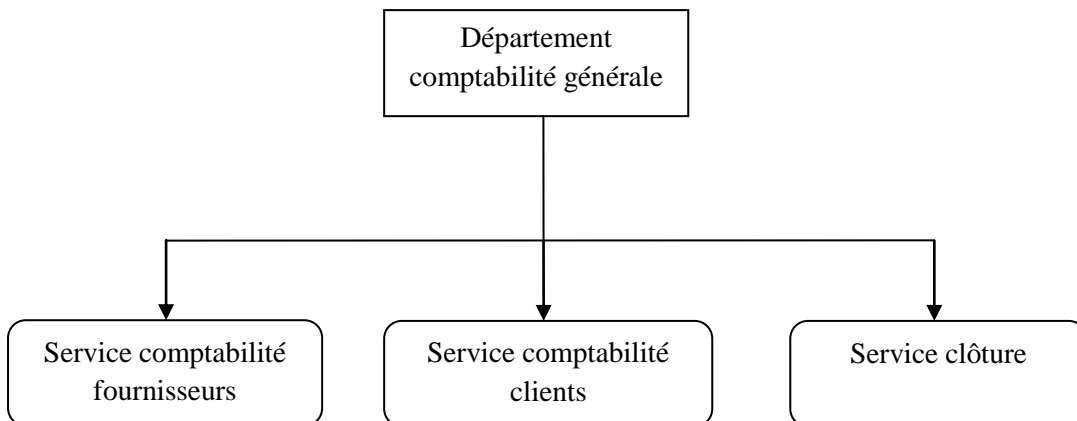 Département
comptabilité générale
Service comptabilité
fournisseurs
Service comptabilité
clients
Service clôture